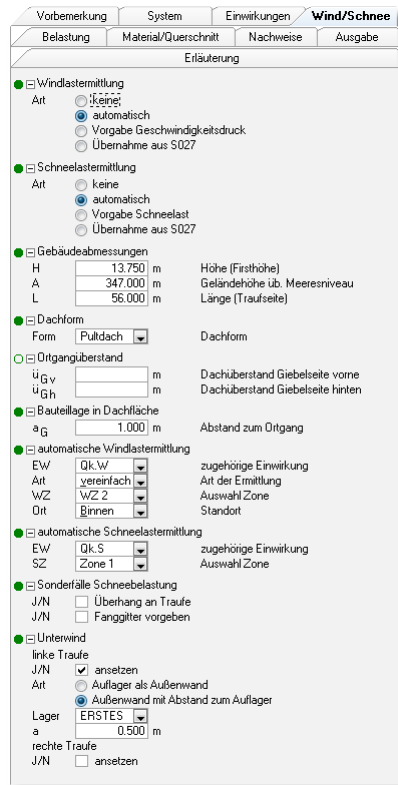 Vorbemerkung System Einwirkungen Wind/Schnee
Belastung Material/Querschnitt Nachweise Ausgabe
Erläuterung
Windlastermittlung
Art keine
automatisch
Vorgabe Geschwindigkeitsdruck
Übernahme aus S027
Schneelastermittlung
Art keine
automatisch
Vorgabe Schneelast
Übernahme aus S027
Gebäudeabmessungen
H 13.750 m Höhe (Firsthöhe)
A 347.000 m Geländehöhe üb. Meeresniveau
L 56.000 m Länge (Traufseite)
Dachform
Form Pultdach Dachform
Ortgangüberstand
üGv m Dachüberstand Giebelseite vorne
üGh m Dachüberstand Giebelseite hinten
Bauteillage in Dachfläche
aG 1.000 m Abstand zum Ortgang
automatische Windlastermittlung
EW Qk.W zugehörige Einwirkung
Art vereinfach Art der Ermittlung
WZ WZ 2 Auswahl Zone
Ort Binnen Standort
automatische Schneelastermittlung
EW Qk.S zugehörige Einwirkung
SZ Zone 1 Auswahl Zone
Sonderfälle Schneebelastung
J/N Überhang an Traufe
J/N Fanggitter vorgeben
Unterwind
linke Traufe
J/N ansetzen
Art Auflager als Außenwand
Außenwand mit Abstand zum Auflager
Lager ERSTES
a 0.500 m
rechte Traufe
J/N ansetzen